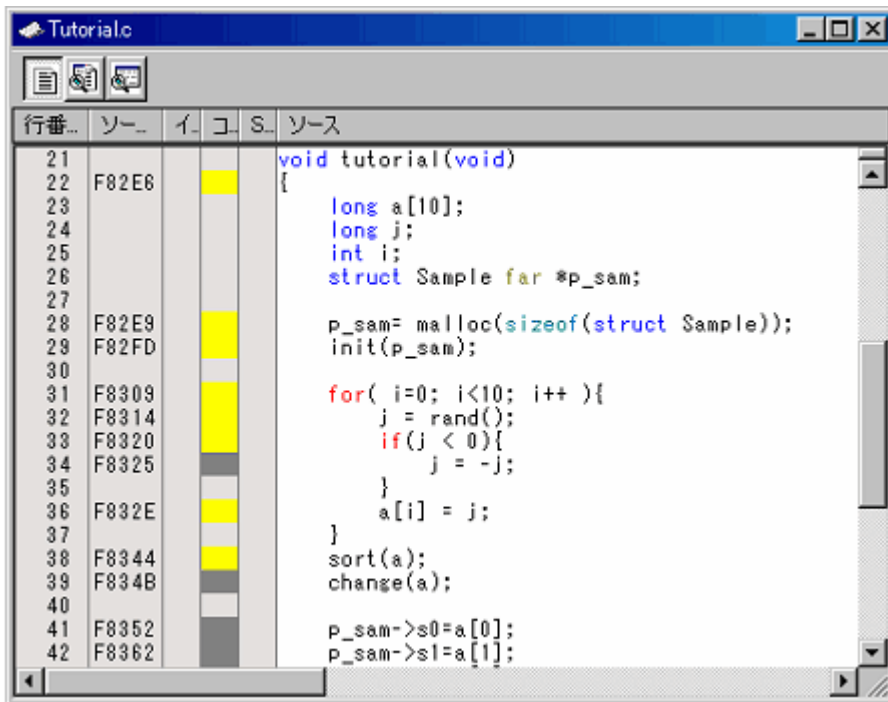 Tutorial.c
行番... ソー... イ... コ... S... ソース
21 void tutorial(void)
22 F82E6 {
23 long a[10];
24 long j;
25 int i;
26 struct Sample far *p_sam;
27
28 F82E9 p_sam= malloc(sizeof(struct Sample));
29 F82FD init(p_sam);
30
31 F8309 for( i=0; i<10; i++ ){
32 F8314 j = rand();
33 F8320 if(j < 0){
34 F8325 j = -j;
35 }
36 F832E a[i] = j;
37 }
38 F8344 sort(a);
39 F834B change(a);
40
41 F8352 p_sam->s0=a[0];
42 F8362 p_sam->s1=a[1];